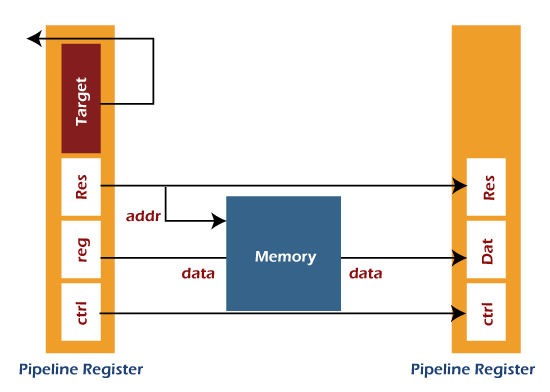 Target
Res
addr
reg
data
Memory
data
ctrl
Res
Dat
ctrl
Pipeline Register
Pipeline Register